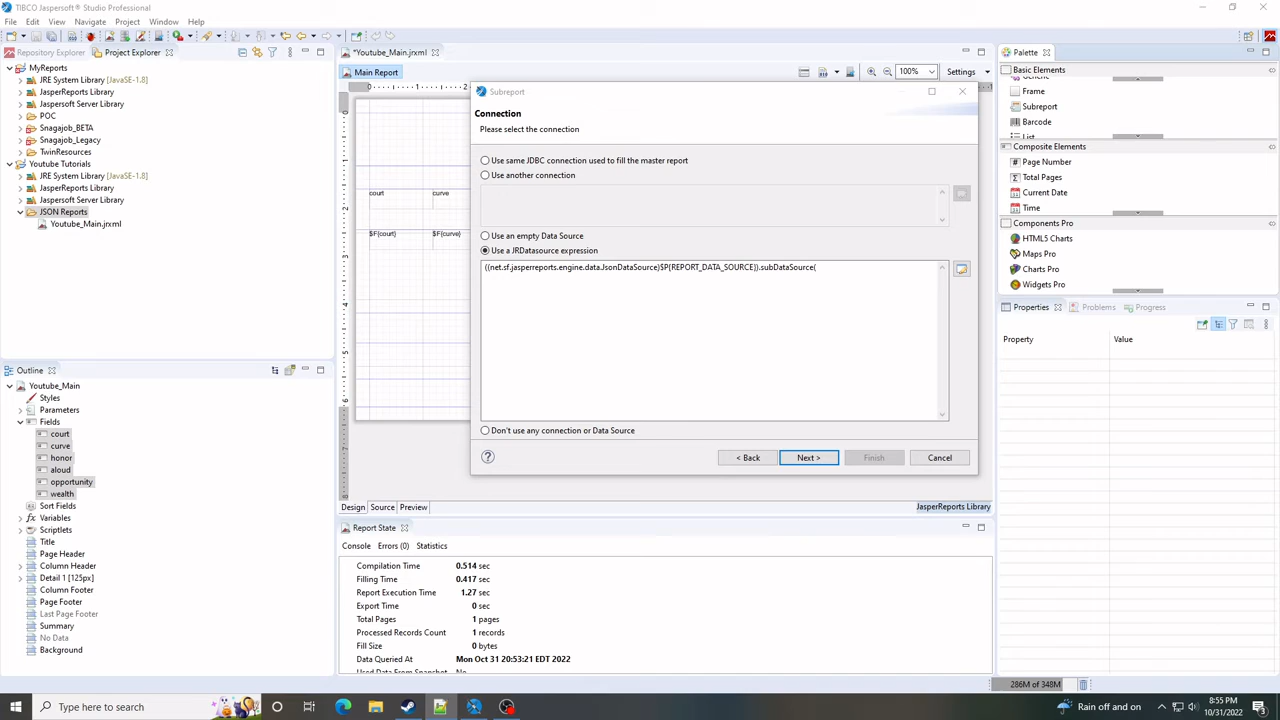 TIBCO Jaspersoft® Studio Professional
File Edit View Navigate Project Window Help
Repository Explorer Project Explorer
MyReports
JRE System Library [JavaSE-1.8]
JasperReports Library
Jaspersoft Server Library
POC
Snagajob_BETA
Snagajob_Legacy
TwinResources
Youtube Tutorials
JRE System Library [JavaSE-1.8]
JasperReports Library
Jaspersoft Server Library
JSON Reports
Youtube_Main.jrxml
Outline
Youtube_Main
Styles
Parameters
Fields
court
curve
honor
aloud
opportunity
wealth
Sort Fields
Variables
Scriptlets
Title
Page Header
Column Header
Detail 1 [125px]
Column Footer
Page Footer
Last Page Footer
Summary
No Data
Background
*Youtube_Main.jrxml
Main Report
100%
Settings
court curve
$F{court} $F{curve}
Subreport
Connection
Please select the connection
Use same JDBC connection used to fill the master report
Use another connection
Use an empty Data Source
Use a JRDatasource expression
((net.sf.jasperreports.engine.data.JsonDataSource)$P{REPORT_DATA_SOURCE}).subDataSource(
Don't use any connection or Data Source
< Back Next > Finish Cancel
Design Source Preview
JasperReports Library
Report State
Console Errors (0) Statistics
Compilation Time 0.514 sec
Filling Time 0.417 sec
Report Execution Time 1.27 sec
Export Time 0 sec
Total Pages 1 pages
Processed Records Count 1 records
Fill Size 0 bytes
Data Queried At Mon Oct 31 20:53:21 EDT 2022
Used Data From Snapshot No
Palette
Basic Elements
Generic
Frame
Subreport
Barcode
List
Composite Elements
Page Number
Total Pages
Current Date
Time
Components Pro
HTML5 Charts
Maps Pro
Charts Pro
Widgets Pro
Properties Problems Progress
Property Value
286M of 348M
Type here to search
Rain off and on
8:55 PM
10/31/2022